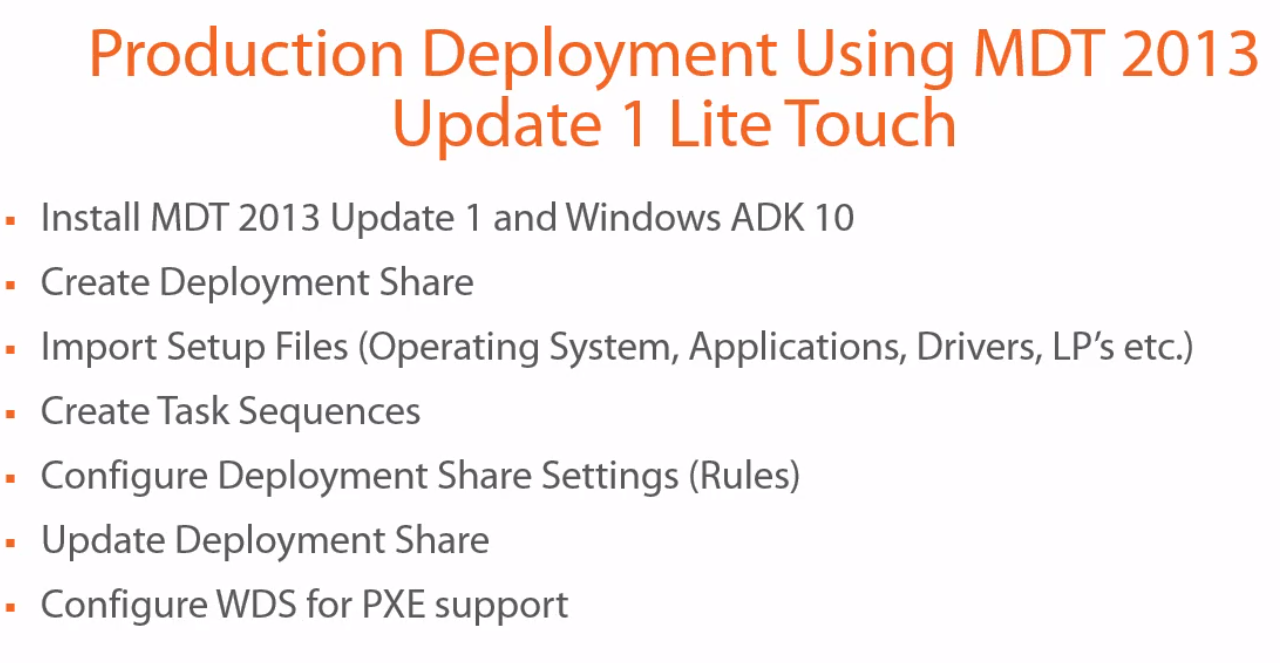 Production Deployment Using MDT 2013
Update 1 Lite Touch
▪ Install MDT 2013 Update 1 and Windows ADK 10
▪ Create Deployment Share
▪ Import Setup Files (Operating System, Applications, Drivers, LP’s etc.)
▪ Create Task Sequences
▪ Configure Deployment Share Settings (Rules)
▪ Update Deployment Share
▪ Configure WDS for PXE support